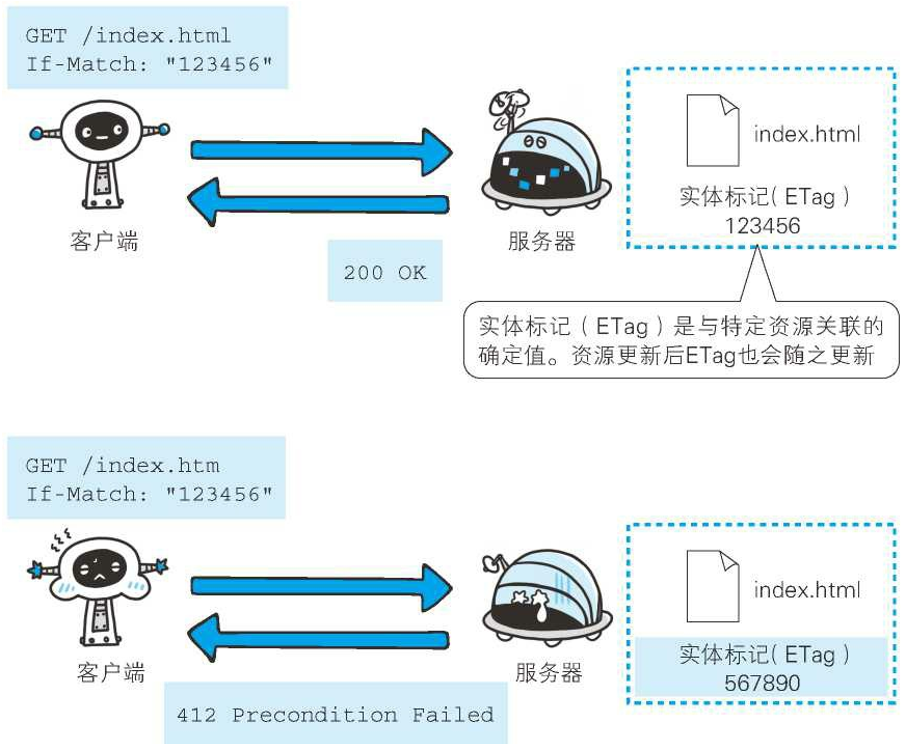 GET /index.html
If-Match: "123456"
index.html
实体标记(ETag)
123456
客户端
服务器
200 OK
实体标记(ETag)是与特定资源关联的
确定值。资源更新后ETag也会随之更新
GET /index.htm
If-Match: "123456"
index.html
实体标记(ETag)
567890
客户端
服务器
412 Precondition Failed